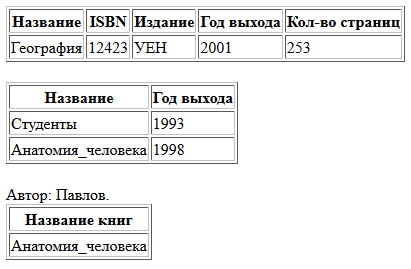 Название ISBN Издание Год выхода Кол-во страниц
География 12423 УЕН 2001 253
Название Год выхода
Студенты 1993
Анатомия_человека 1998
Автор: Павлов.
Название книг
Анатомия_человека